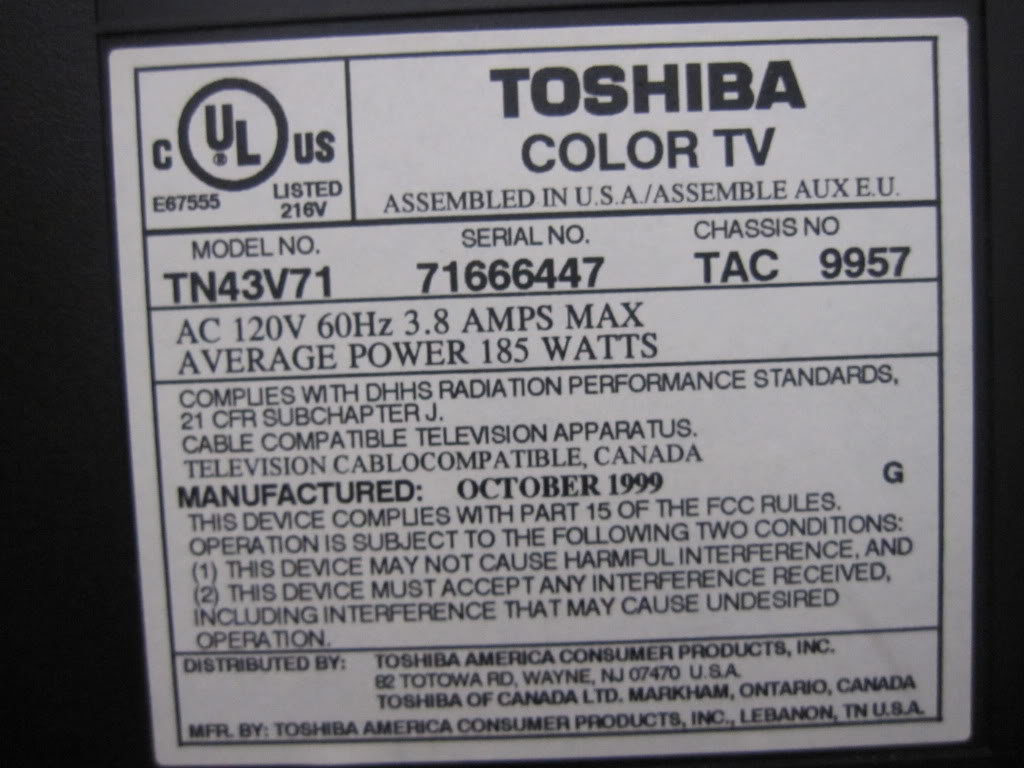 TOSHIBA
COLOR TV
ASSEMBLED IN U.S.A./ASSEMBLE AUX E.U.
C UL ® US
E67555
LISTED
216V
MODEL NO.
TN43V71
SERIAL NO.
71666447
CHASSIS NO
TAC 9957
AC 120V 60Hz 3.8 AMPS MAX
AVERAGE POWER 185 WATTS
COMPLIES WITH DHHS RADIATION PERFORMANCE STANDARDS,
21 CFR SUBCHAPTER J.
CABLE COMPATIBLE TELEVISION APPARATUS.
TELEVISION CABLOCOMPATIBLE, CANADA
MANUFACTURED: OCTOBER 1999
G
THIS DEVICE COMPLIES WITH PART 15 OF THE FCC RULES.
OPERATION IS SUBJECT TO THE FOLLOWING TWO CONDITIONS:
(1) THIS DEVICE MAY NOT CAUSE HARMFUL INTERFERENCE, AND
(2) THIS DEVICE MUST ACCEPT ANY INTERFERENCE RECEIVED,
INCLUDING INTERFERENCE THAT MAY CAUSE UNDESIRED
OPERATION.
DISTRIBUTED BY: TOSHIBA AMERICA CONSUMER PRODUCTS, INC.
82 TOTOWA RD, WAYNE, NJ 07470 U.S.A.
TOSHIBA OF CANADA LTD. MARKHAM, ONTARIO, CANADA
MFR. BY: TOSHIBA AMERICA CONSUMER PRODUCTS, INC., LEBANON, TN U.S.A.